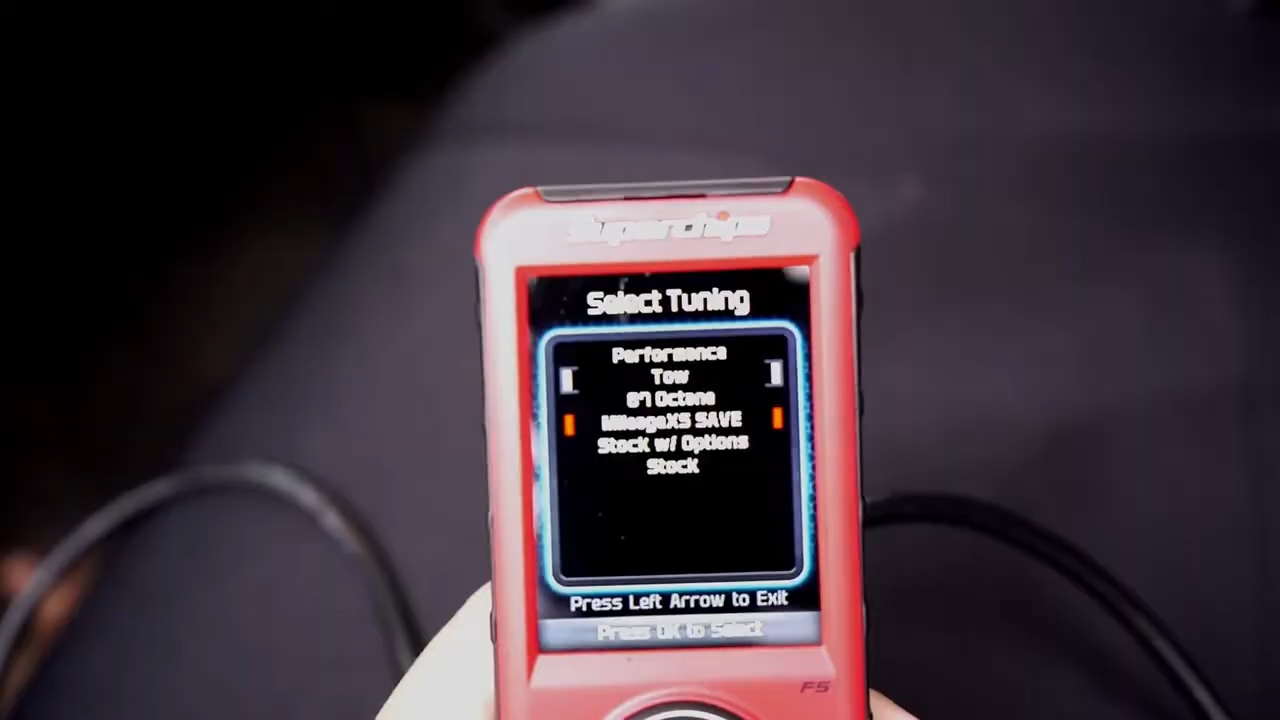 Superchips
Select Tuning
Performance
Tow
87 Octane
MileageXS SAVE
Stock w/ Options
Stock
Press Left Arrow to Exit
Press OK to Select
F5